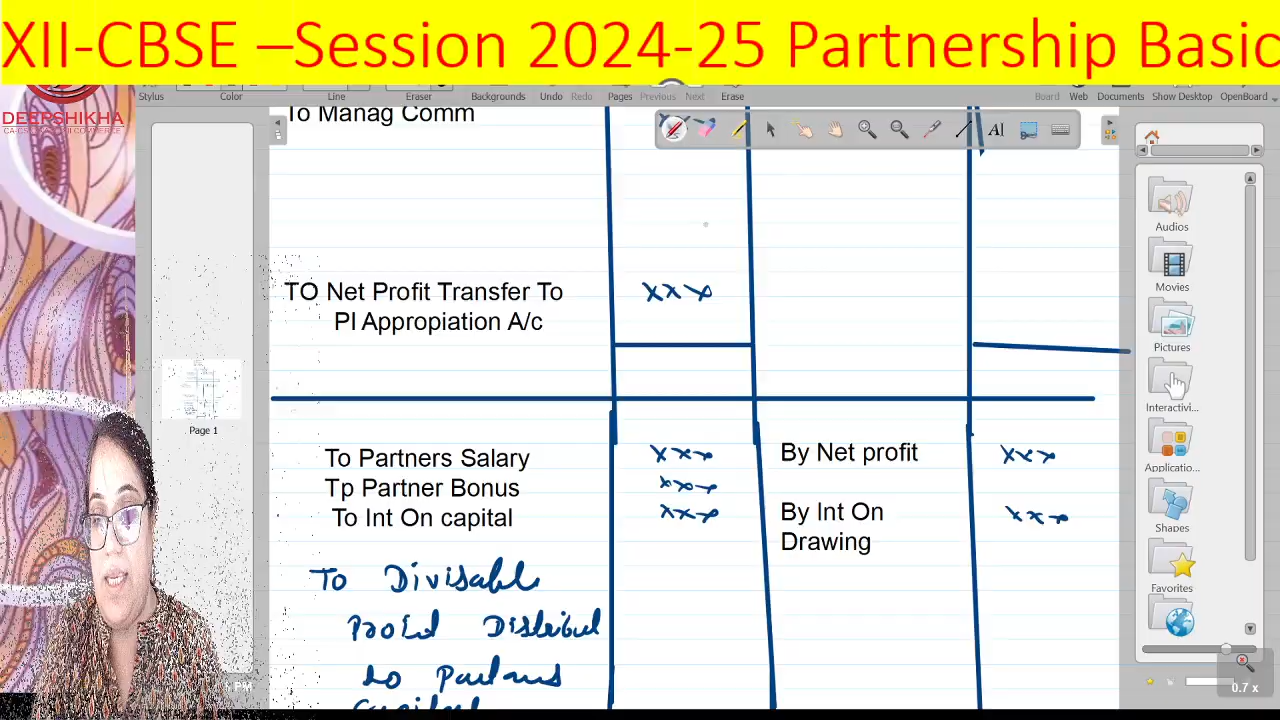 XII-CBSE –Session 2024-25 Partnership Basic
Stylus Color Line Eraser Backgrounds Undo Redo Pages Previous Next Erase Board Web Documents Show Desktop OpenBoard
DEEPSHIKHA
To Manag Comm
TO Net Profit Transfer To xxx
Pl Appropiation A/c
To Partners Salary xxx By Net profit xxx
Tp Partner Bonus xxx
To Int On capital xxx By Int On xxx
Drawing
To Divisable
Profit Distribut
to Partners
Capital
Page 1
Audios
Movies
Pictures
Interactivi...
Applicatio...
Shapes
Favorites
0.7 x